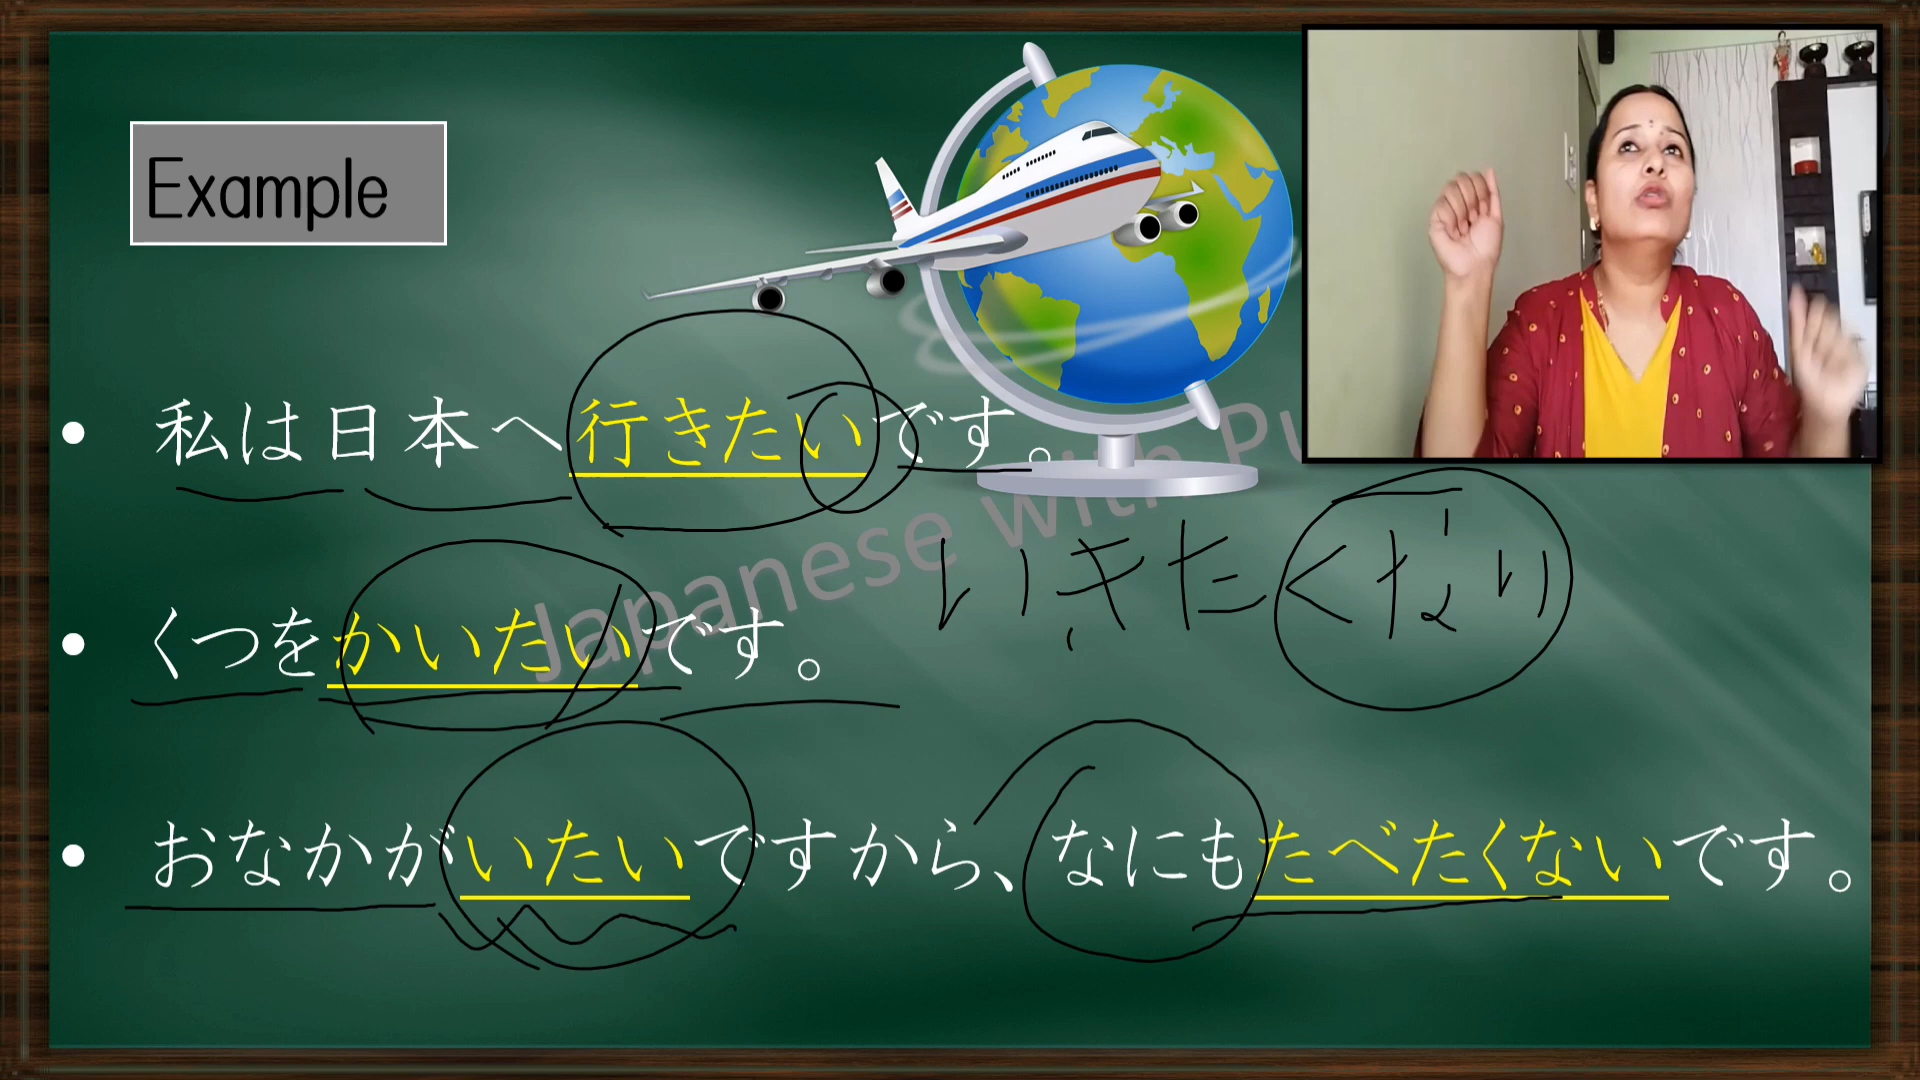 Example
私は日本へ行きたいです。
Japanese with Pu
いきたくない
くつをかいたいです。
おなかがいたいですから、なにもたべたくないです。